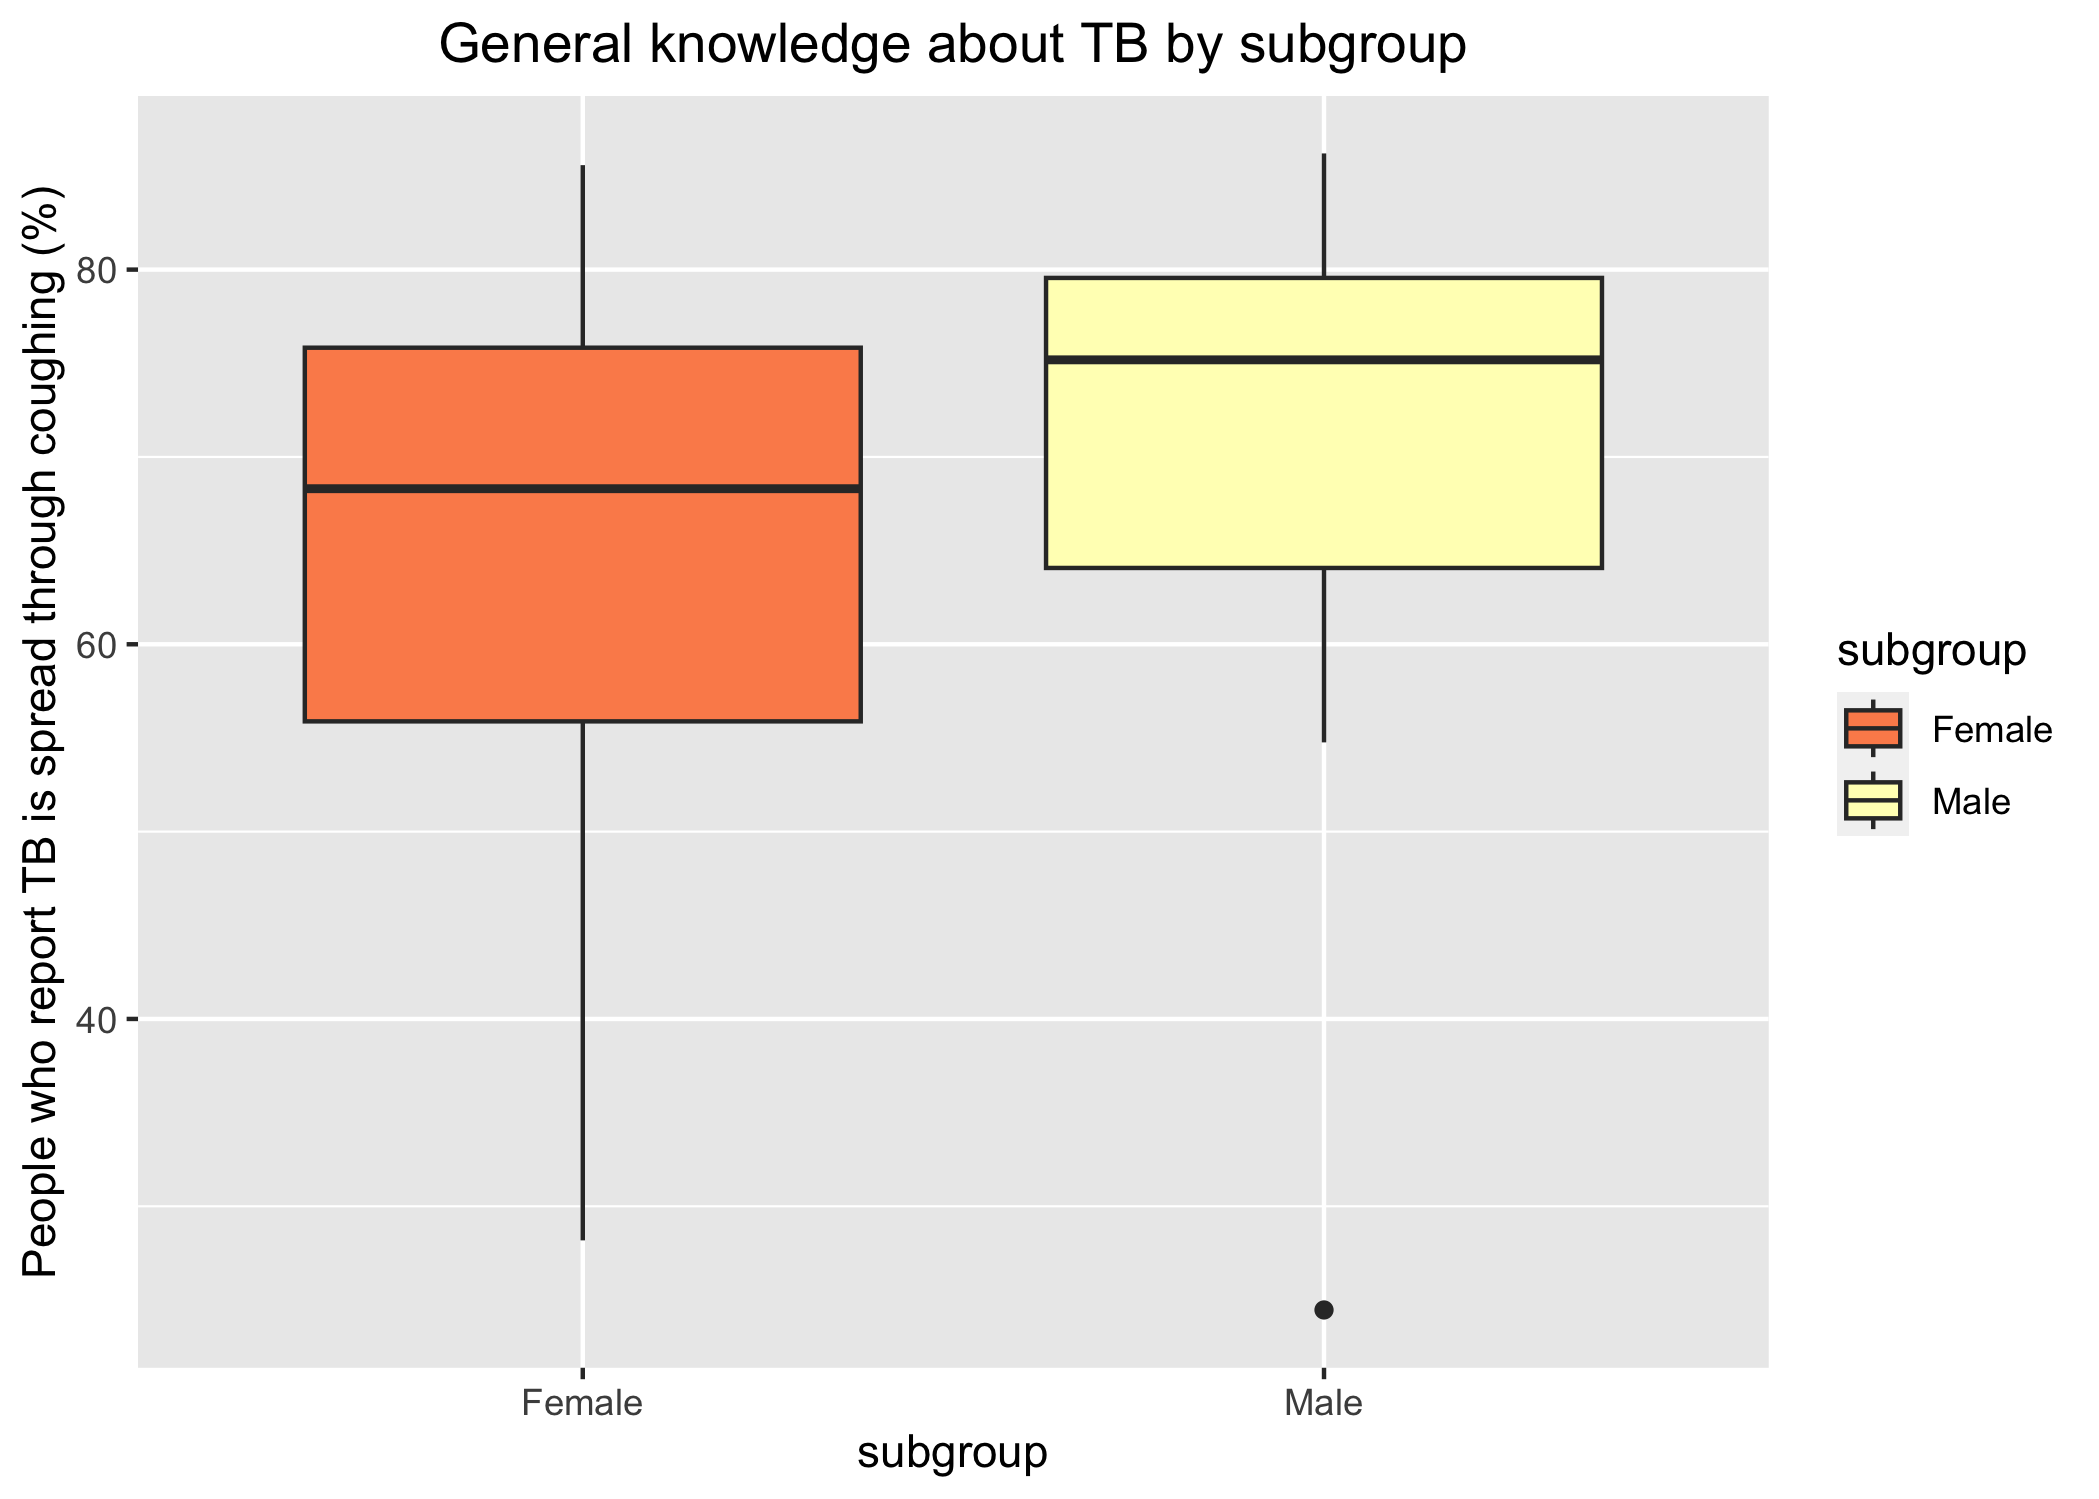 General knowledge about TB by subgroup
People who report TB is spread through coughing (%)
80
60
40
Female
Male
subgroup
subgroup
Female
Male